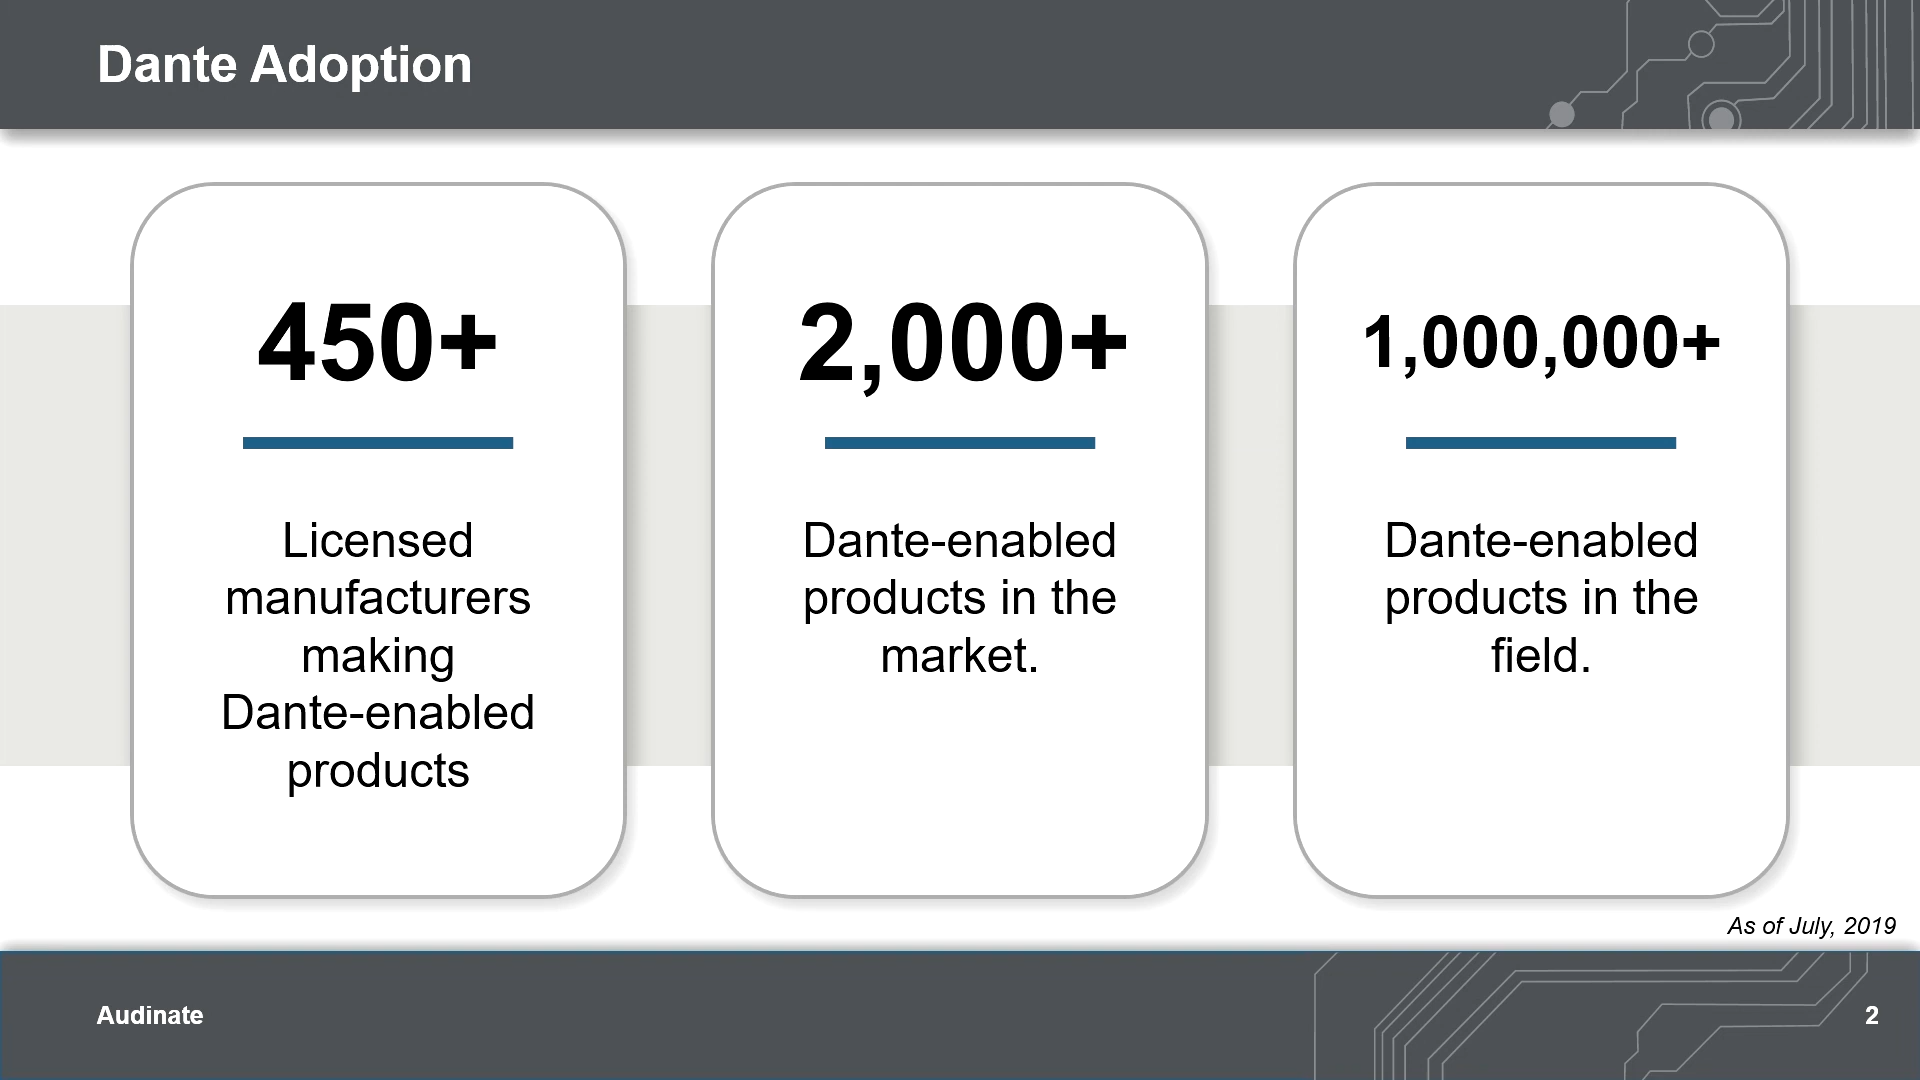 Dante Adoption
450+
Licensed
manufacturers
making
Dante-enabled
products
2,000+
Dante-enabled
products in the
market.
1,000,000+
Dante-enabled
products in the
field.
As of July, 2019
Audinate
2